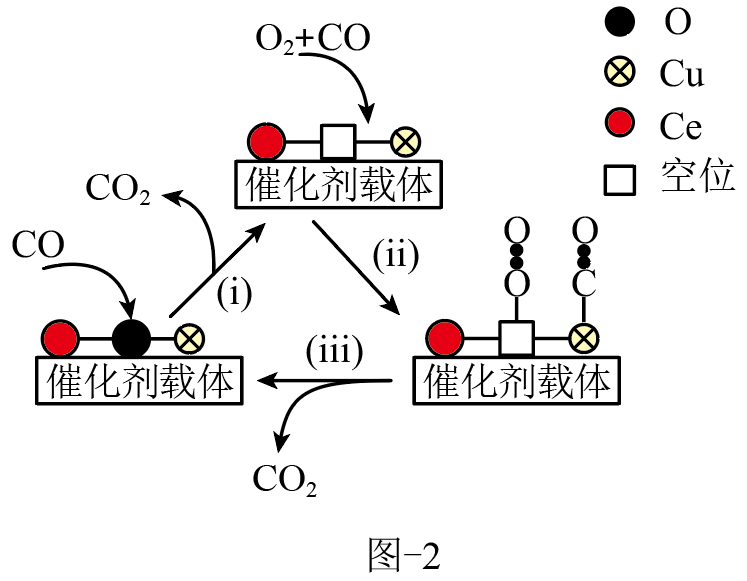 O₂+CO
O
Cu
Ce
空位
催化剂载体
CO₂
CO
(i)
(ii)
O O
O C
(iii)
催化剂载体
催化剂载体
CO₂
图-2